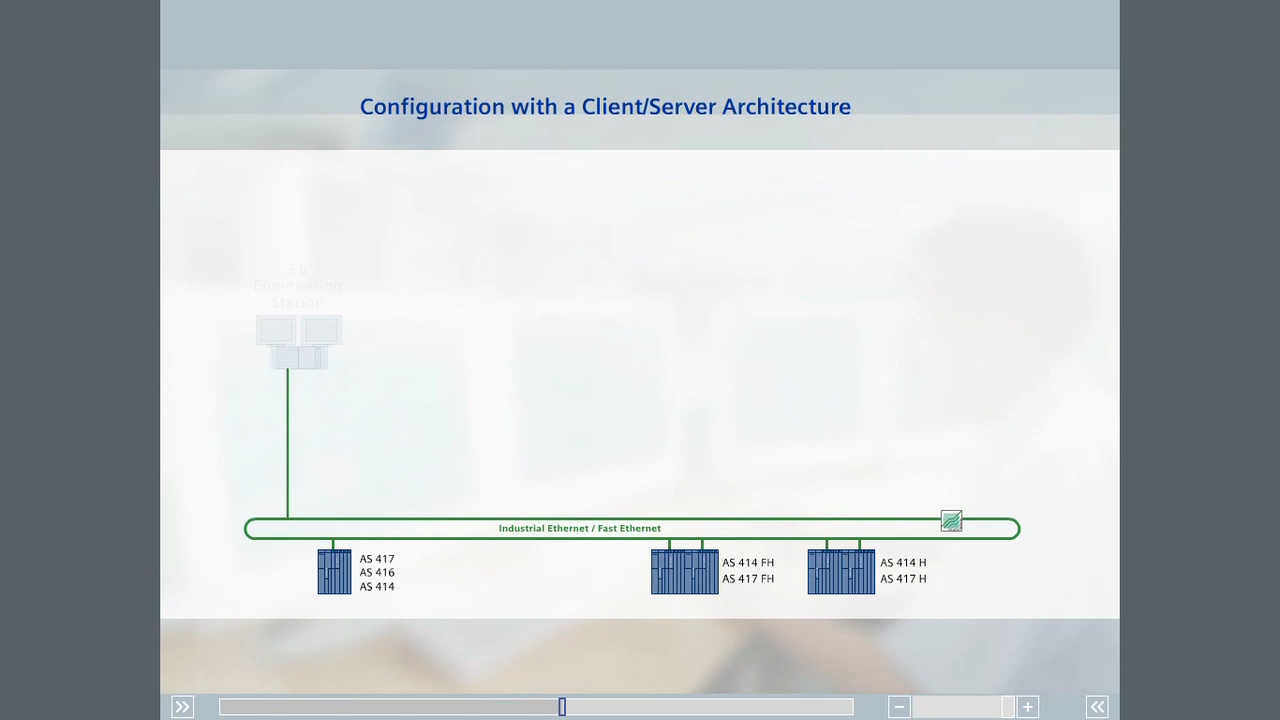 Configuration with a Client/Server Architecture
ES
Engineering
Station
Industrial Ethernet / Fast Ethernet
AS 417
AS 416
AS 414
AS 414 FH
AS 417 FH
AS 414 H
AS 417 H